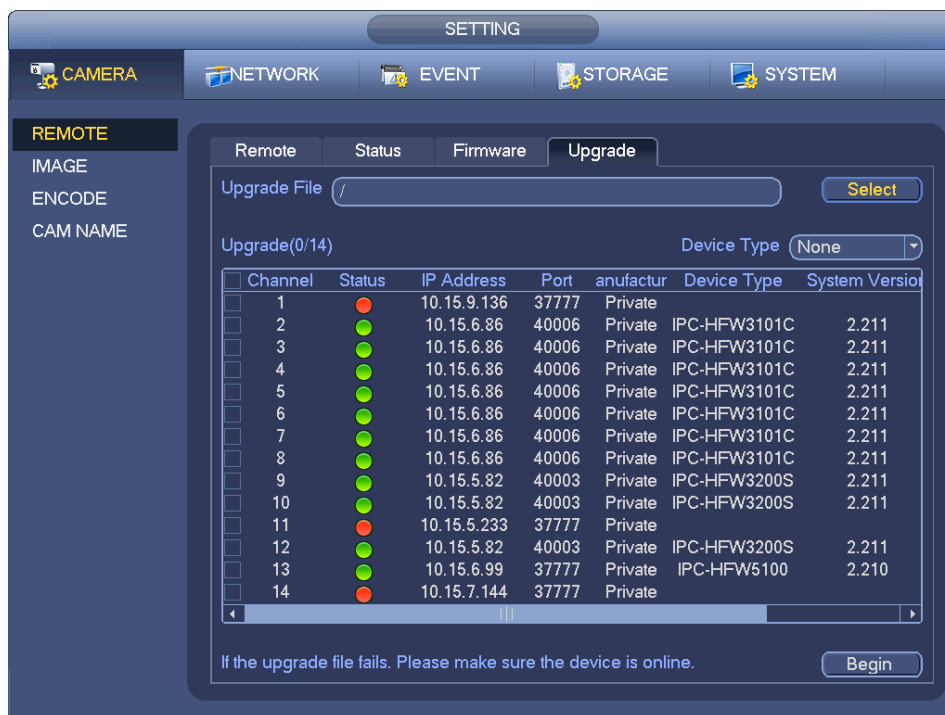 SETTING
CAMERA NETWORK EVENT STORAGE SYSTEM
REMOTE
IMAGE
ENCODE
CAM NAME
Remote Status Firmware Upgrade
Upgrade File / Select
Upgrade(0/14) Device Type None
Channel Status IP Address Port anufactur Device Type System Version
1 10.15.9.136 37777 Private
2 10.15.6.86 40006 Private IPC-HFW3101C 2.211
3 10.15.6.86 40006 Private IPC-HFW3101C 2.211
4 10.15.6.86 40006 Private IPC-HFW3101C 2.211
5 10.15.6.86 40006 Private IPC-HFW3101C 2.211
6 10.15.6.86 40006 Private IPC-HFW3101C 2.211
7 10.15.6.86 40006 Private IPC-HFW3101C 2.211
8 10.15.6.86 40006 Private IPC-HFW3101C 2.211
9 10.15.5.82 40003 Private IPC-HFW3200S 2.211
10 10.15.5.82 40003 Private IPC-HFW3200S 2.211
11 10.15.5.233 37777 Private
12 10.15.5.82 40003 Private IPC-HFW3200S 2.211
13 10.15.6.99 37777 Private IPC-HFW5100 2.210
14 10.15.7.144 37777 Private
If the upgrade file fails. Please make sure the device is online. Begin